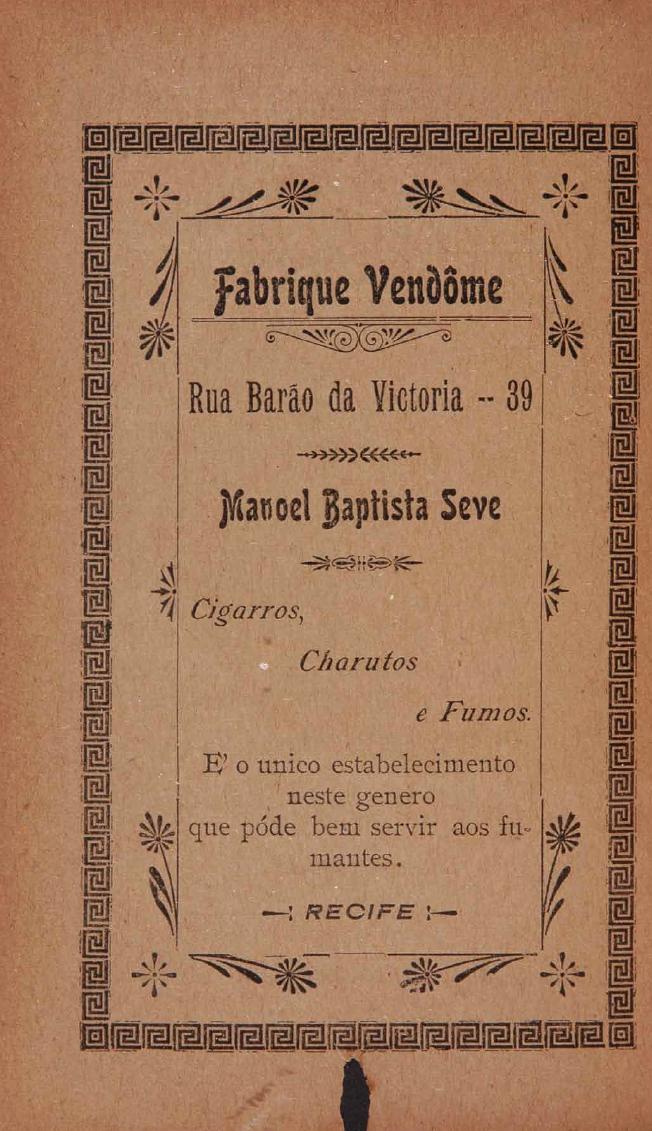 Fabrique Vendôme
Rua Barão da Victoria -- 39
Manoel Baptista Seve
Cigarros,
Charutos
e Fumos.
E' o unico estabelecimento
neste genero
que póde bem servir aos fu-
mantes.
—: RECIFE :—